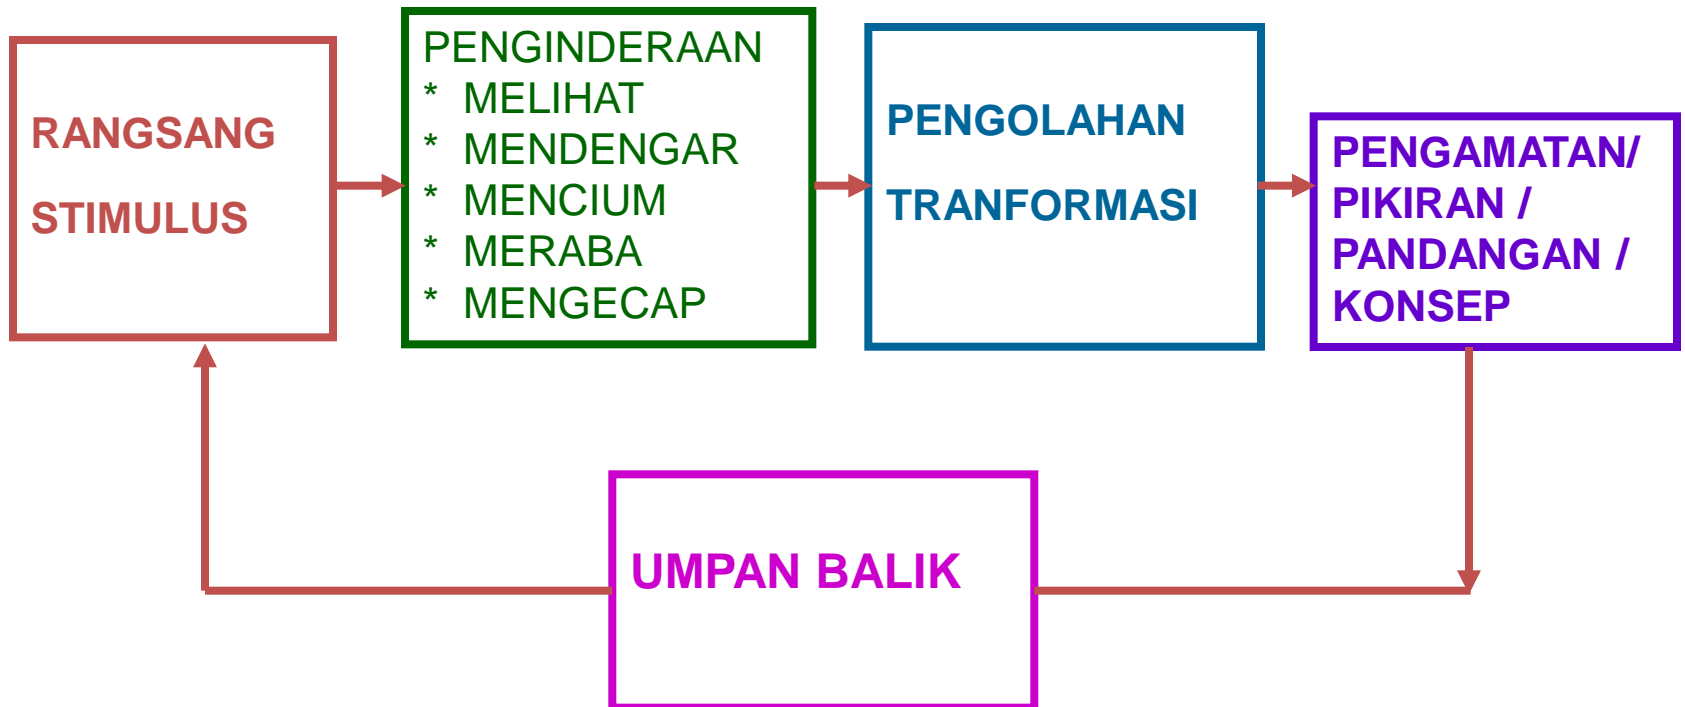 RANGSANG
STIMULUS
PENGINDERAAN
* MELIHAT
* MENDENGAR
* MENCIUM
* MERABA
* MENGECAP
PENGOLAHAN
TRANFORMASI
PENGAMATAN/
PIKIRAN /
PANDANGAN /
KONSEP
UMPAN BALIK